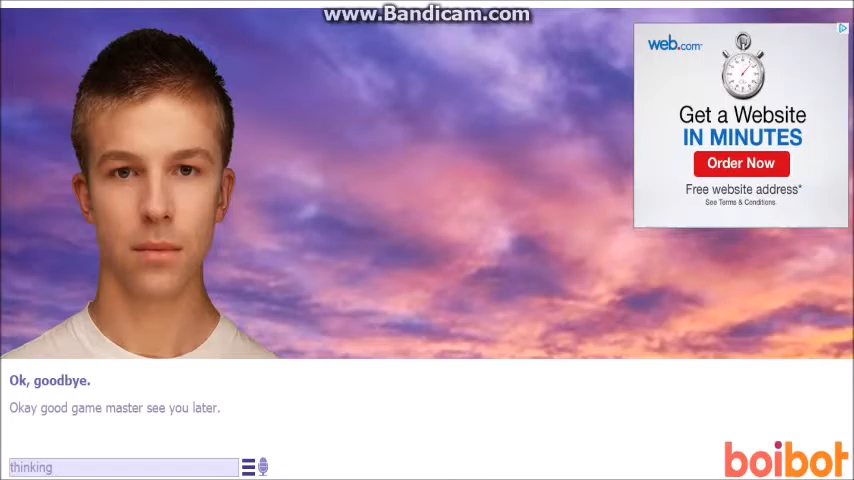 www.Bandicam.com
web.com
Get a Website
IN MINUTES
Order Now
Free website address*
See Terms & Conditions.
Ok, goodbye.
Okay good game master see you later.
thinking
boibot